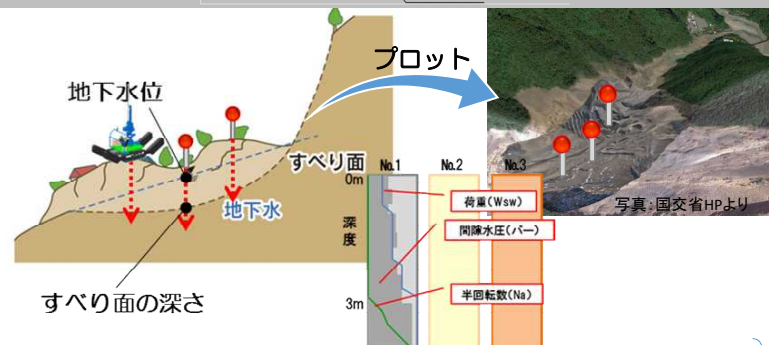 プロット
地下水位
すべり面
地下水
すべり面の深さ
No.1
No.2
No.3
0m
深度
3m
荷重(Wsw)
間隙水圧(バー)
半回転数(Na)
写真:国交省HPより